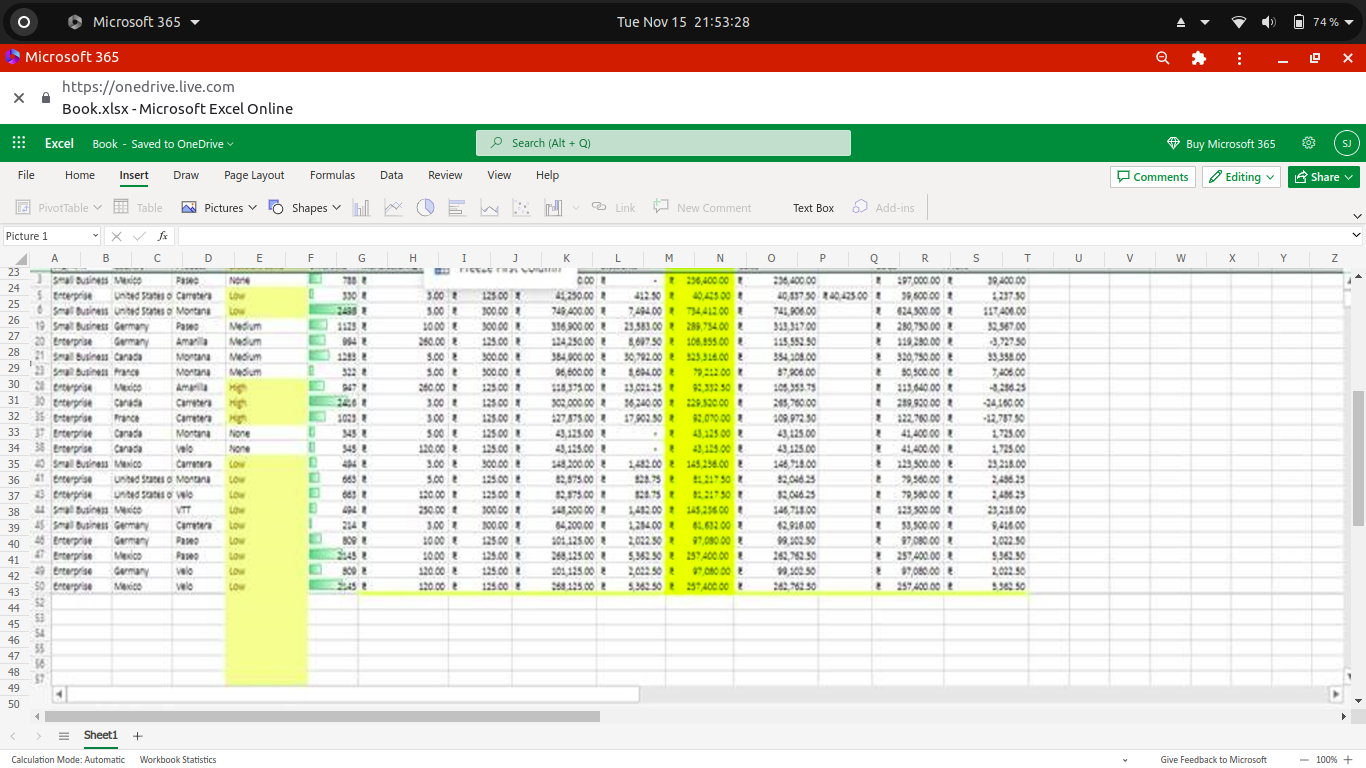 Microsoft 365 Tue Nov 15 21:53:28 74 %
Microsoft 365
https://onedrive.live.com
Book.xlsx - Microsoft Excel Online
Excel Book - Saved to OneDrive Search (Alt + Q) Buy Microsoft 365 SJ
File Home Insert Draw Page Layout Formulas Data Review View Help Comments Editing Share
PivotTable Table Pictures Shapes Link New Comment Text Box Add-ins
Picture 1 fx
A B C D E F G H I J K L M N O P Q R S T U V W X Y Z
23 3 Small Business Mexico Paseo None 788 ₹ - ₹ 236,400.00 ₹ 236,400.00 ₹ 197,000.00 ₹ 39,400.00
24 5 Enterprise United States o Carretera Low 330 ₹ 3.00 ₹ 125.00 ₹ 41,250.00 ₹ 412.50 ₹ 40,425.00 ₹ 40,837.50 ₹ 40,425.00 ₹ 39,600.00 ₹ 1,237.50
25 6 Small Business United States o Montana Low 2498 ₹ 5.00 ₹ 300.00 ₹ 749,400.00 ₹ 7,494.00 ₹ 734,412.00 ₹ 741,906.00 ₹ 624,500.00 ₹ 117,406.00
26 19 Small Business Germany Paseo Medium 1123 ₹ 10.00 ₹ 300.00 ₹ 336,900.00 ₹ 23,583.00 ₹ 289,734.00 ₹ 313,317.00 ₹ 280,750.00 ₹ 32,567.00
27 20 Enterprise Germany Amarilla Medium 994 ₹ 260.00 ₹ 125.00 ₹ 124,250.00 ₹ 8,697.50 ₹ 106,855.00 ₹ 115,552.50 ₹ 119,280.00 ₹ -3,727.50
28 21 Small Business Canada Montana Medium 1283 ₹ 5.00 ₹ 300.00 ₹ 384,900.00 ₹ 30,792.00 ₹ 323,316.00 ₹ 354,108.00 ₹ 320,750.00 ₹ 33,358.00
29 23 Small Business France Montana Medium 322 ₹ 5.00 ₹ 300.00 ₹ 96,600.00 ₹ 8,694.00 ₹ 79,212.00 ₹ 87,906.00 ₹ 80,500.00 ₹ 7,406.00
30 28 Enterprise Mexico Amarilla High 947 ₹ 260.00 ₹ 125.00 ₹ 118,375.00 ₹ 13,021.25 ₹ 92,332.50 ₹ 105,353.75 ₹ 113,640.00 ₹ -8,286.25
31 30 Enterprise Canada Carretera High 2416 ₹ 3.00 ₹ 125.00 ₹ 302,000.00 ₹ 36,240.00 ₹ 229,520.00 ₹ 265,760.00 ₹ 289,920.00 ₹ -24,160.00
32 35 Enterprise France Carretera High 1023 ₹ 3.00 ₹ 125.00 ₹ 127,875.00 ₹ 17,902.50 ₹ 92,070.00 ₹ 109,972.50 ₹ 122,760.00 ₹ -12,787.50
33 37 Enterprise Canada Montana None 345 ₹ 5.00 ₹ 125.00 ₹ 43,125.00 ₹ - ₹ 43,125.00 ₹ 43,125.00 ₹ 41,400.00 ₹ 1,725.00
34 38 Enterprise Canada Velo None 345 ₹ 120.00 ₹ 125.00 ₹ 43,125.00 ₹ - ₹ 43,125.00 ₹ 43,125.00 ₹ 41,400.00 ₹ 1,725.00
35 40 Small Business Mexico Carretera Low 494 ₹ 3.00 ₹ 300.00 ₹ 148,200.00 ₹ 1,482.00 ₹ 145,236.00 ₹ 146,718.00 ₹ 123,500.00 ₹ 23,218.00
36 41 Enterprise United States o Montana Low 663 ₹ 5.00 ₹ 125.00 ₹ 82,875.00 ₹ 828.75 ₹ 81,217.50 ₹ 82,046.25 ₹ 79,560.00 ₹ 2,486.25
37 43 Enterprise United States o Velo Low 663 ₹ 120.00 ₹ 125.00 ₹ 82,875.00 ₹ 828.75 ₹ 81,217.50 ₹ 82,046.25 ₹ 79,560.00 ₹ 2,486.25
38 44 Small Business Mexico VTT Low 494 ₹ 250.00 ₹ 300.00 ₹ 148,200.00 ₹ 1,482.00 ₹ 145,236.00 ₹ 146,718.00 ₹ 123,500.00 ₹ 23,218.00
39 45 Small Business Germany Carretera Low 214 ₹ 3.00 ₹ 300.00 ₹ 64,200.00 ₹ 1,284.00 ₹ 61,632.00 ₹ 62,916.00 ₹ 53,500.00 ₹ 9,416.00
40 46 Enterprise Germany Paseo Low 809 ₹ 10.00 ₹ 125.00 ₹ 101,125.00 ₹ 2,022.50 ₹ 97,080.00 ₹ 99,102.50 ₹ 97,080.00 ₹ 2,022.50
41 47 Enterprise Mexico Paseo Low 2145 ₹ 10.00 ₹ 125.00 ₹ 268,125.00 ₹ 5,362.50 ₹ 257,400.00 ₹ 262,762.50 ₹ 257,400.00 ₹ 5,362.50
42 49 Enterprise Germany Velo Low 809 ₹ 120.00 ₹ 125.00 ₹ 101,125.00 ₹ 2,022.50 ₹ 97,080.00 ₹ 99,102.50 ₹ 97,080.00 ₹ 2,022.50
43 50 Enterprise Mexico Velo Low 2145 ₹ 120.00 ₹ 125.00 ₹ 268,125.00 ₹ 5,362.50 ₹ 257,400.00 ₹ 262,762.50 ₹ 257,400.00 ₹ 5,362.50
44 52
45 53
46 54
47 55
48 56
49 57
50
Sheet1
Calculation Mode: Automatic Workbook Statistics Give Feedback to Microsoft 100%